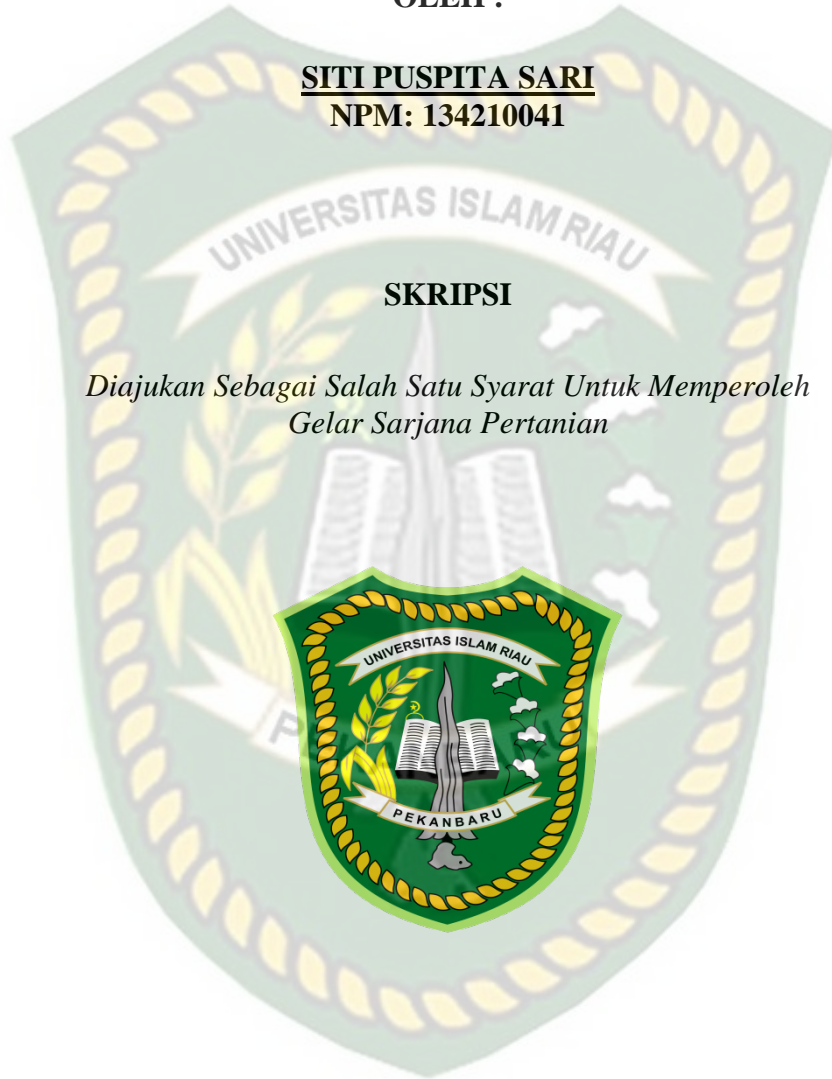 OLEH :
SITI PUSPITA SARI
NPM: 134210041
UNIVERSITAS ISLAM RIAU
SKRIPSI
Diajukan Sebagai Salah Satu Syarat Untuk Memperoleh
Gelar Sarjana Pertanian
UNIVERSITAS ISLAM RIAU
PEKANBARU